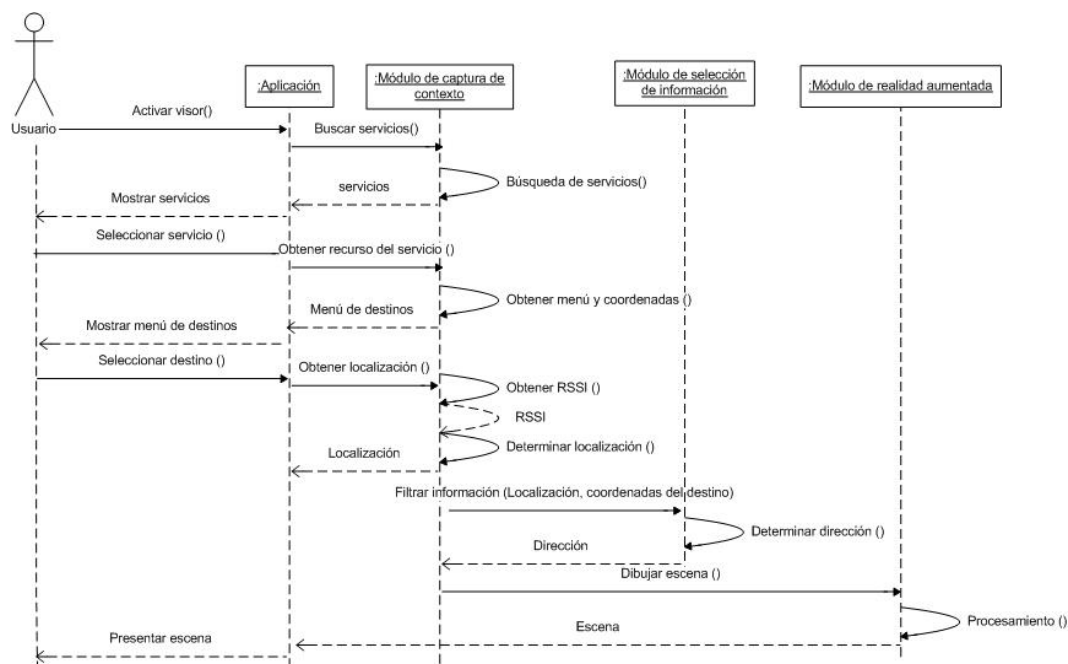 :Aplicación
:Módulo de captura de
contexto
:Módulo de selección
de información
:Módulo de realidad aumentada
Usuario
Activar visor()
Buscar servicios()
Búsqueda de servicios()
servicios
Mostrar servicios
Seleccionar servicio ()
Obtener recurso del servicio ()
Obtener menú y coordenadas ()
Menú de destinos
Mostrar menú de destinos
Seleccionar destino ()
Obtener localización ()
Obtener RSSI ()
RSSI
Determinar localización ()
Localización
Filtrar información (Localización, coordenadas del destino)
Determinar dirección ()
Dirección
Dibujar escena ()
Procesamiento ()
Escena
Presentar escena